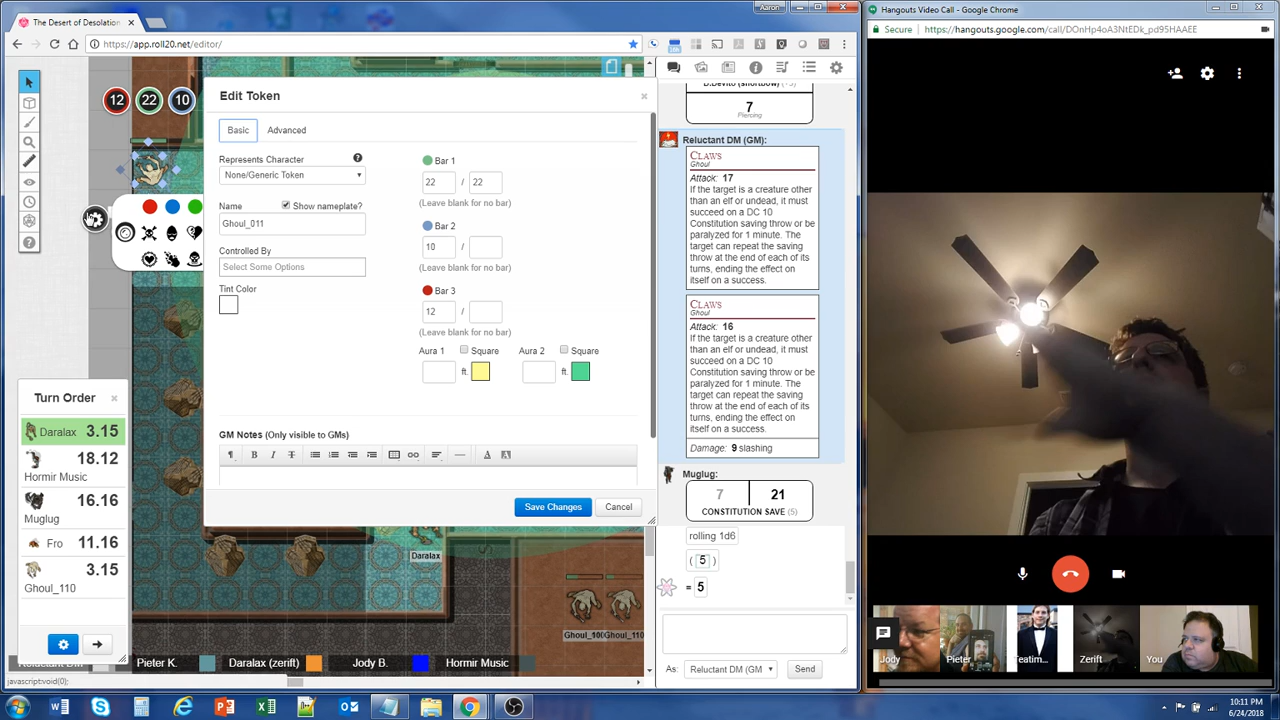 The Desert of Desolation
Aaron
Hangouts Video Call - Google Chrome
https://app.roll20.net/editor/
Secure
https://hangouts.google.com/call/DOnHp4oA3NtEDk_pd95HAAEE
12
22
10
Edit Token
Basic
Advanced
Represents Character
None/Generic Token
Name
Show nameplate?
Ghoul_011
Controlled By
Select Some Options
Tint Color
Bar 1
22 / 22
(Leave blank for no bar)
Bar 2
10 /
(Leave blank for no bar)
Bar 3
12 /
(Leave blank for no bar)
Aura 1
Square
Aura 2
Square
ft.
ft.
GM Notes (Only visible to GMs)
Save Changes
Cancel
7
Piercing
Reluctant DM (GM):
CLAWS
Ghoul
Attack: 17
If the target is a creature
other than an elf or
undead, it must
succeed on a DC 10
Constitution saving throw or be
paralyzed for 1 minute. The
target can repeat the saving
throw at the end of each of its
turns, ending the effect on
itself on a success.
CLAWS
Ghoul
Attack: 16
If the target is a creature other
than an elf or undead, it must
succeed on a DC 10
Constitution saving throw or be
paralyzed for 1 minute. The
target can repeat the saving
throw at the end of each of its
turns, ending the effect on
itself on a success.
Damage: 9 slashing
Muglug:
7
21
CONSTITUTION SAVE (5)
rolling 1d6
( 5 )
= 5
As:
Reluctant DM (GM
Send
Turn Order
Daralax 3.15
18.12
Hormir Music
16.16
Muglug
Fro 11.16
3.15
Ghoul_110
Daralax
Ghoul_110
Pieter K.
Daralax (zerift)
Jody B.
Hormir Music
javascript:void(0);
Jody
Pieter
Teatim...
Zerift
You
10:11 PM
6/24/2018